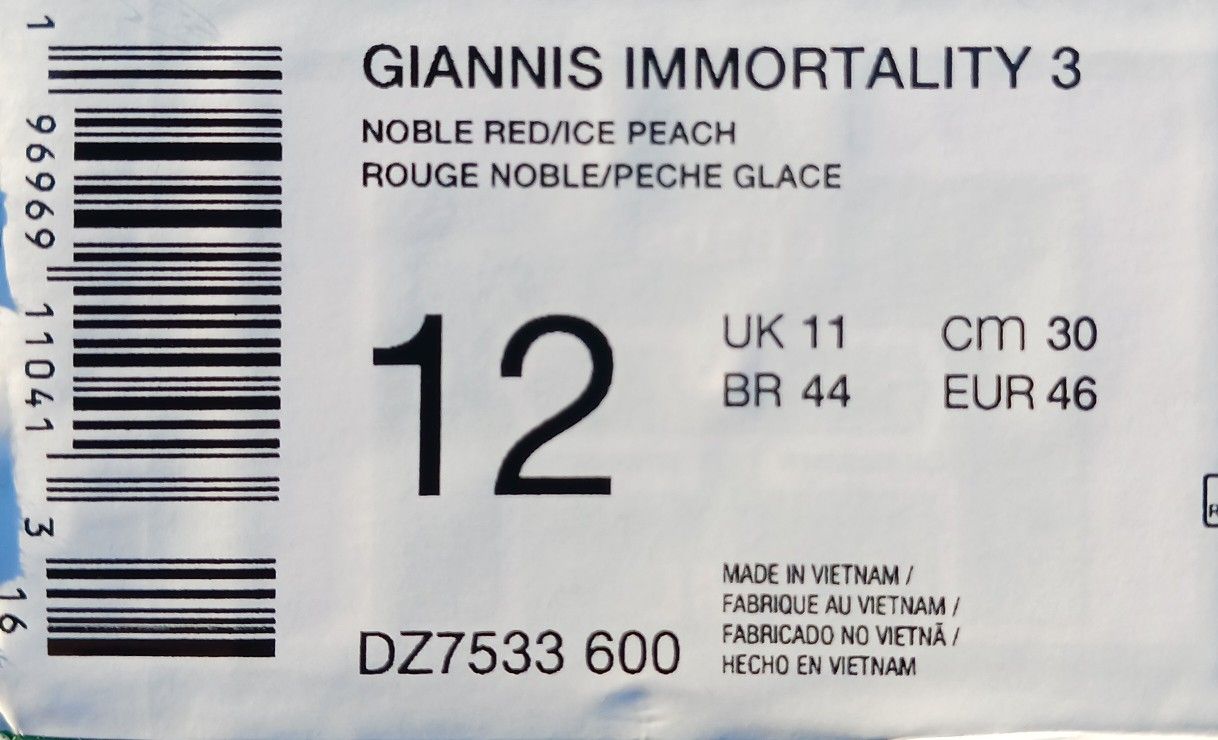 GIANNIS IMMORTALITY 3
NOBLE RED/ICE PEACH
ROUGE NOBLE/PECHE GLACE
12
UK 11 CM 30
BR 44 EUR 46
MADE IN VIETNAM /
FABRIQUE AU VIETNAM /
FABRICADO NO VIETNÃ /
HECHO EN VIETNAM
DZ7533 600
1 96969 11041 3
16
R